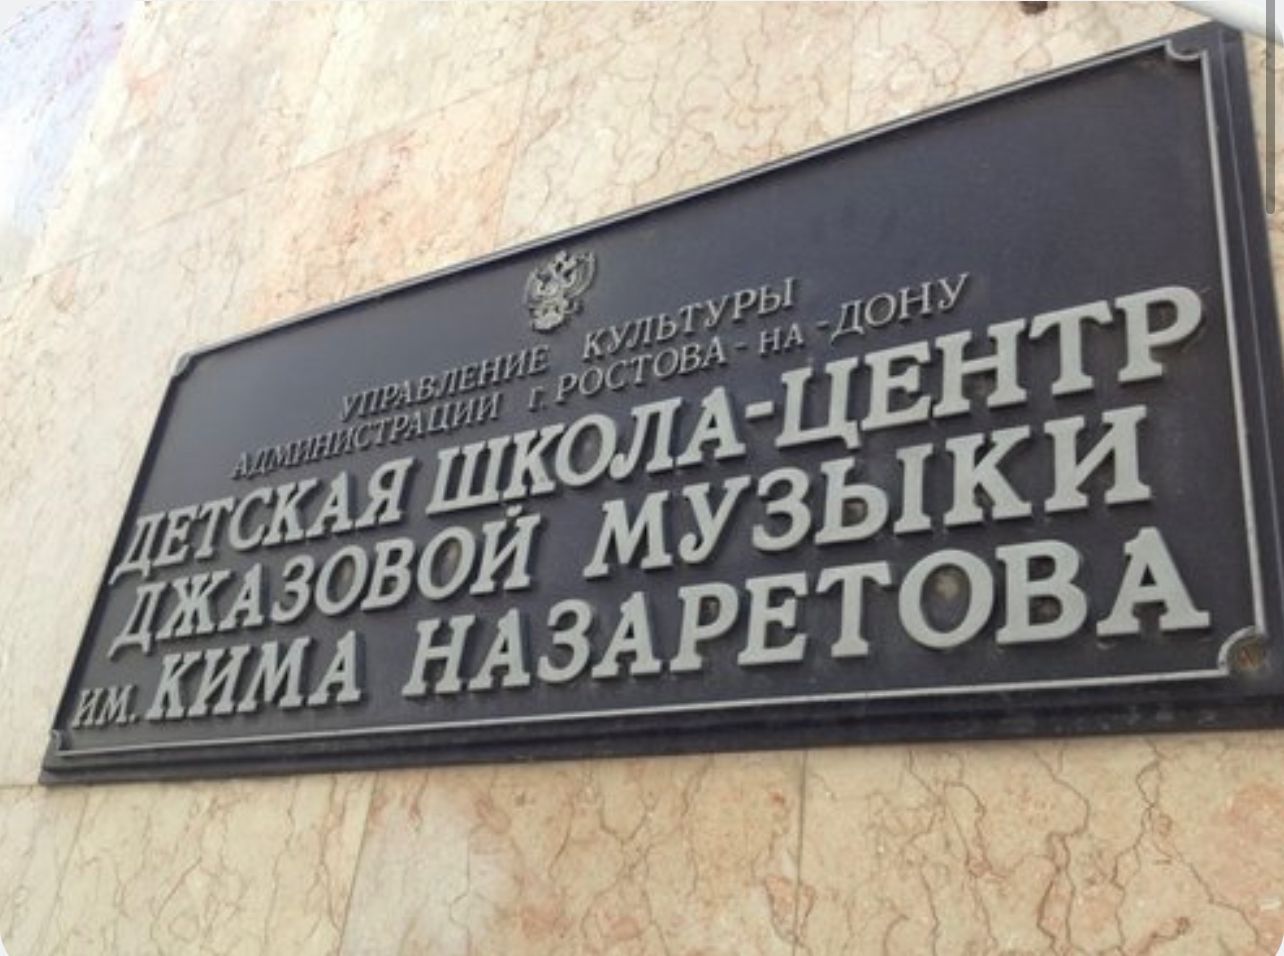 УПРАВЛЕНИЕ КУЛЬТУРЫ
АДМИНИСТРАЦИИ Г. РОСТОВА-НА-ДОНУ
ДЕТСКАЯ ШКОЛА-ЦЕНТР
ДЖАЗОВОЙ МУЗЫКИ
ИМ. КИМА НАЗАРЕТОВА